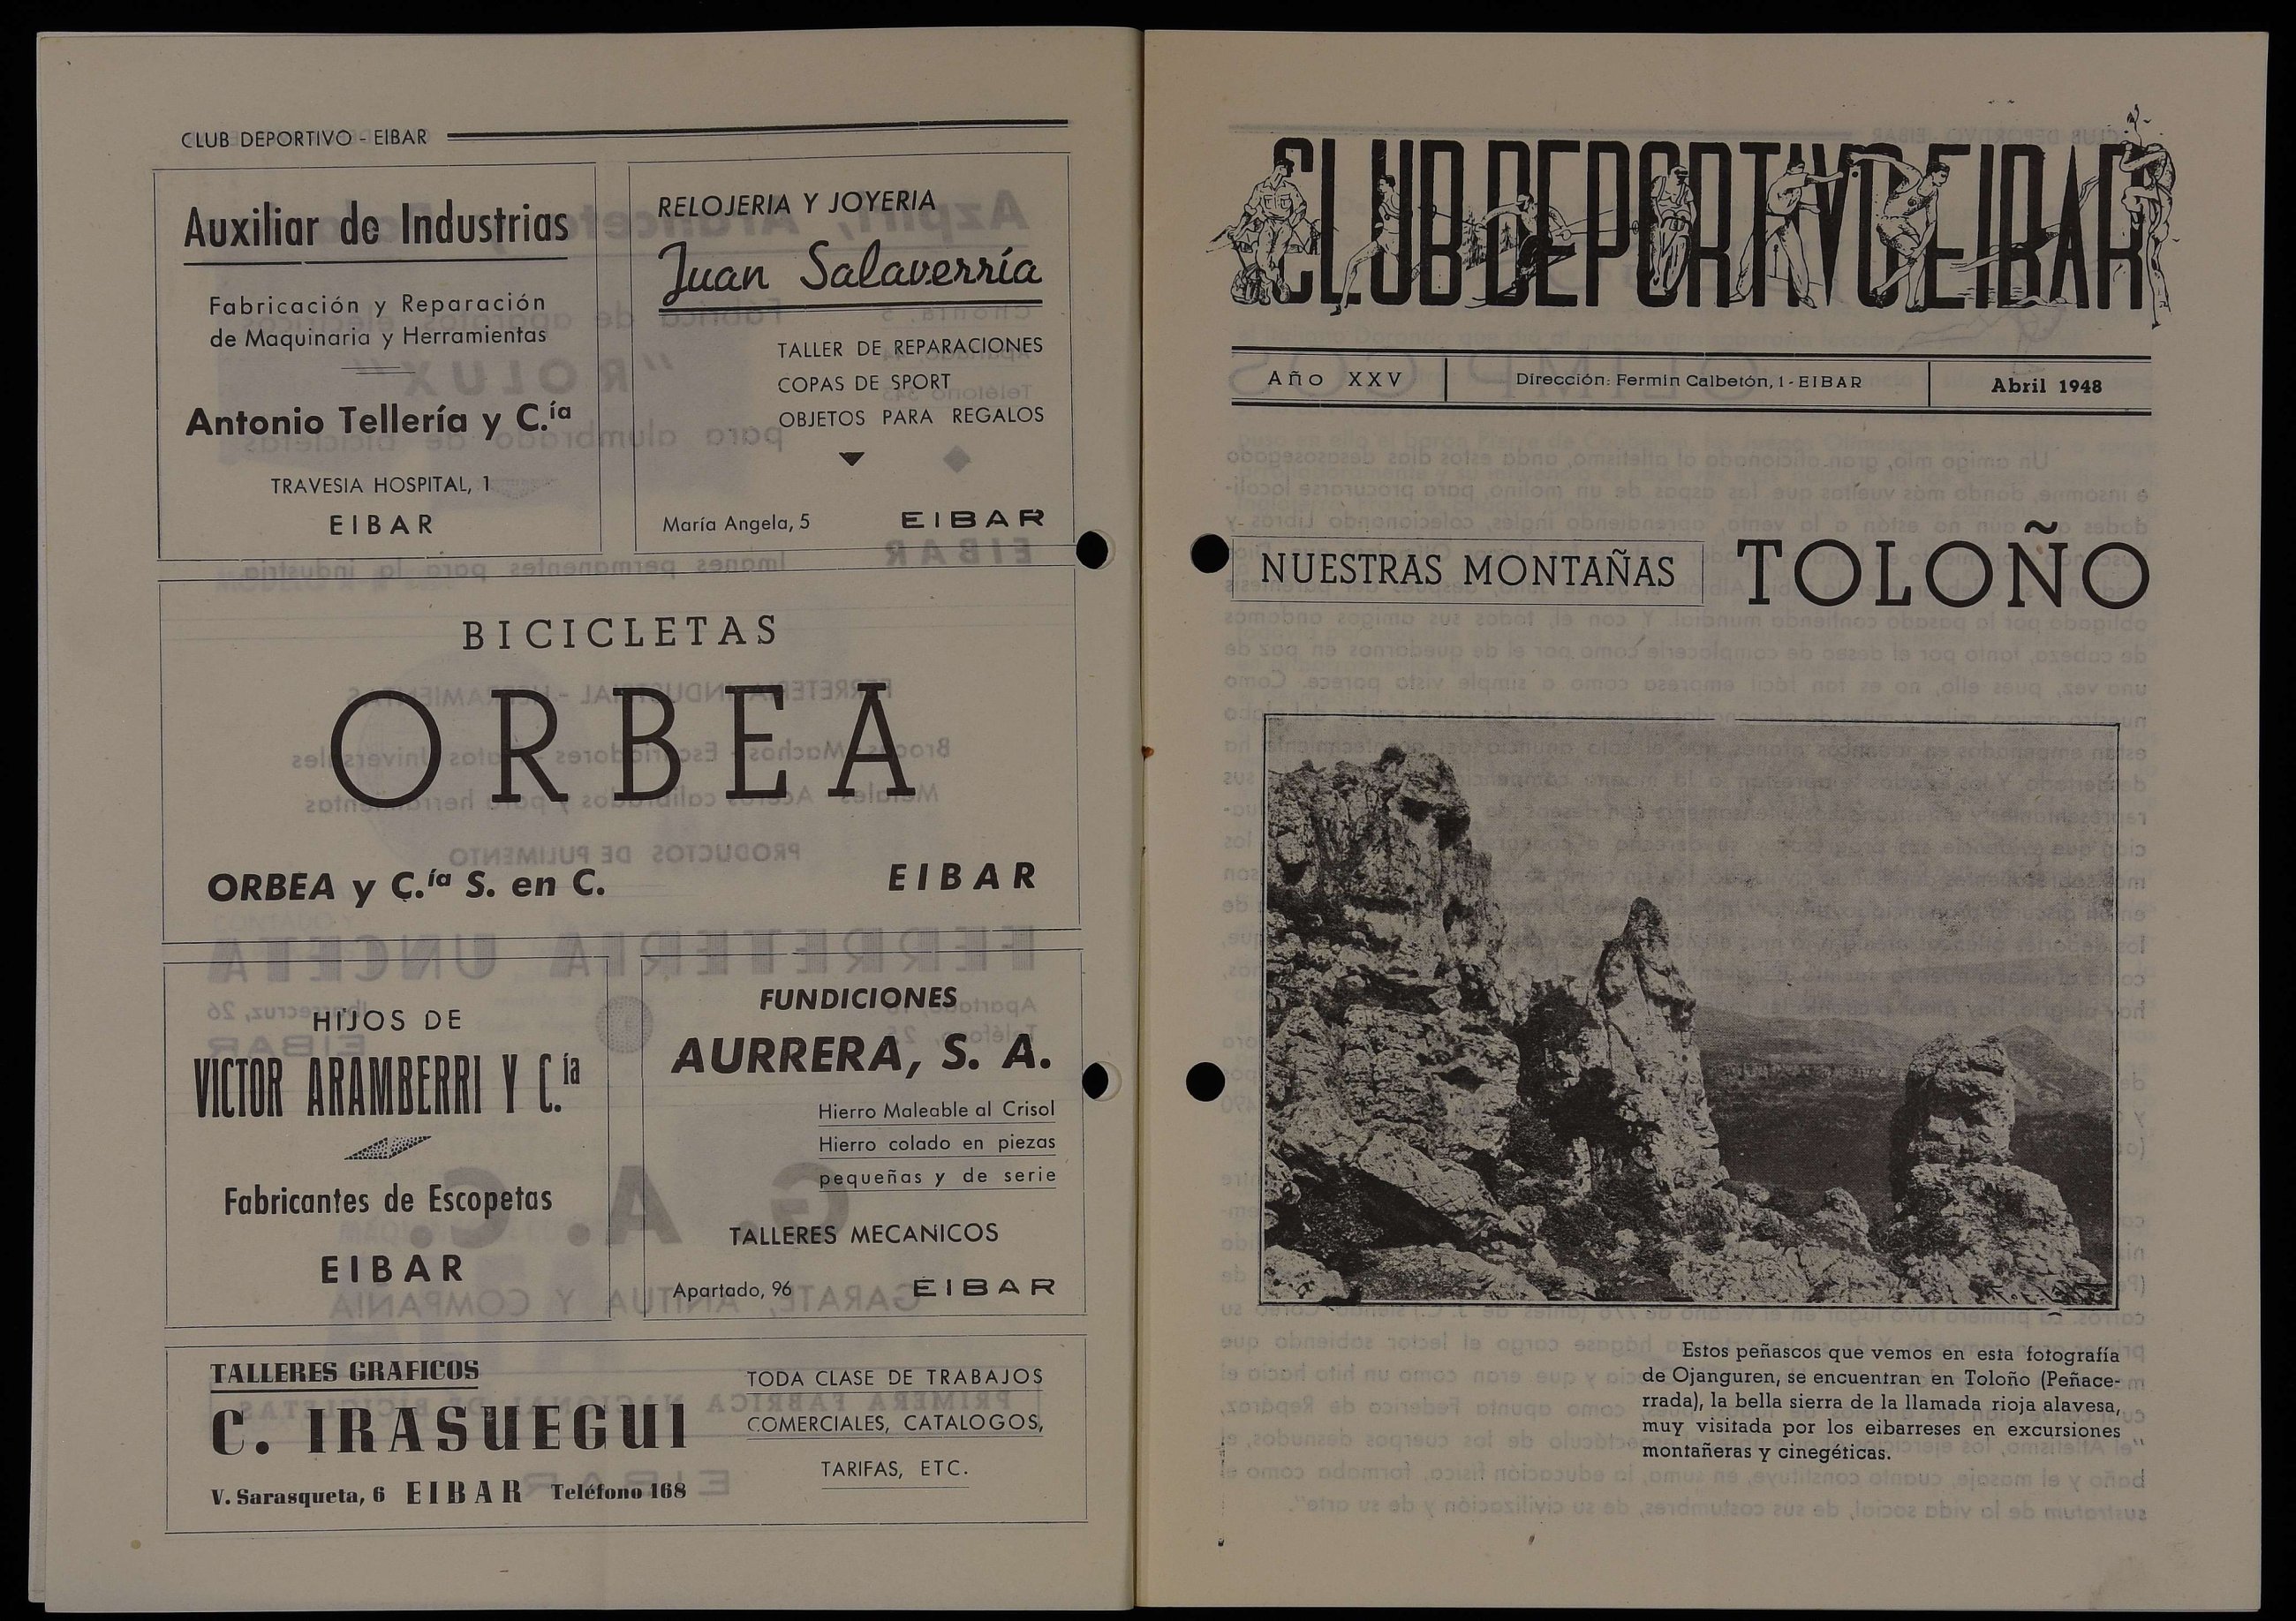 CLUB DEPORTIVO - EIBAR
Auxiliar de Industrias
Fabricación y Reparación
de Maquinaria y Herramientas
Antonio Tellería y C.ía
TRAVESIA HOSPITAL, 1
EIBAR
RELOJERIA Y JOYERIA
Juan Salaverría
TALLER DE REPARACIONES
COPAS DE SPORT
OBJETOS PARA REGALOS
María Angela, 5 EIBAR
BICICLETAS
ORBEA
ORBEA y C.ía S. en C. EIBAR
HIJOS DE
VICTOR ARAMBERRI Y C.ía
Fabricantes de Escopetas
EIBAR
FUNDICIONES
AURRERA, S. A.
Hierro Maleable al Crisol
Hierro colado en piezas
pequeñas y de serie
TALLERES MECANICOS
Apartado, 96 EIBAR
TALLERES GRAFICOS
C. IRASUEGUI
V. Sarasqueta, 6 EIBAR Teléfono 168
TODA CLASE DE TRABAJOS
COMERCIALES, CATALOGOS,
TARIFAS, ETC.
CLUB DEPORTIVO EIBAR
Año XXV Dirección: Fermín Calbetón, 1 - EIBAR Abril 1948
NUESTRAS MONTAÑAS TOLOÑO
Estos peñascos que vemos en esta fotografía
de Ojanguren, se encuentran en Toloño (Peñace-
rrada), la bella sierra de la llamada rioja alavesa,
muy visitada por los eibarreses en excursiones
montañeras y cinegéticas.